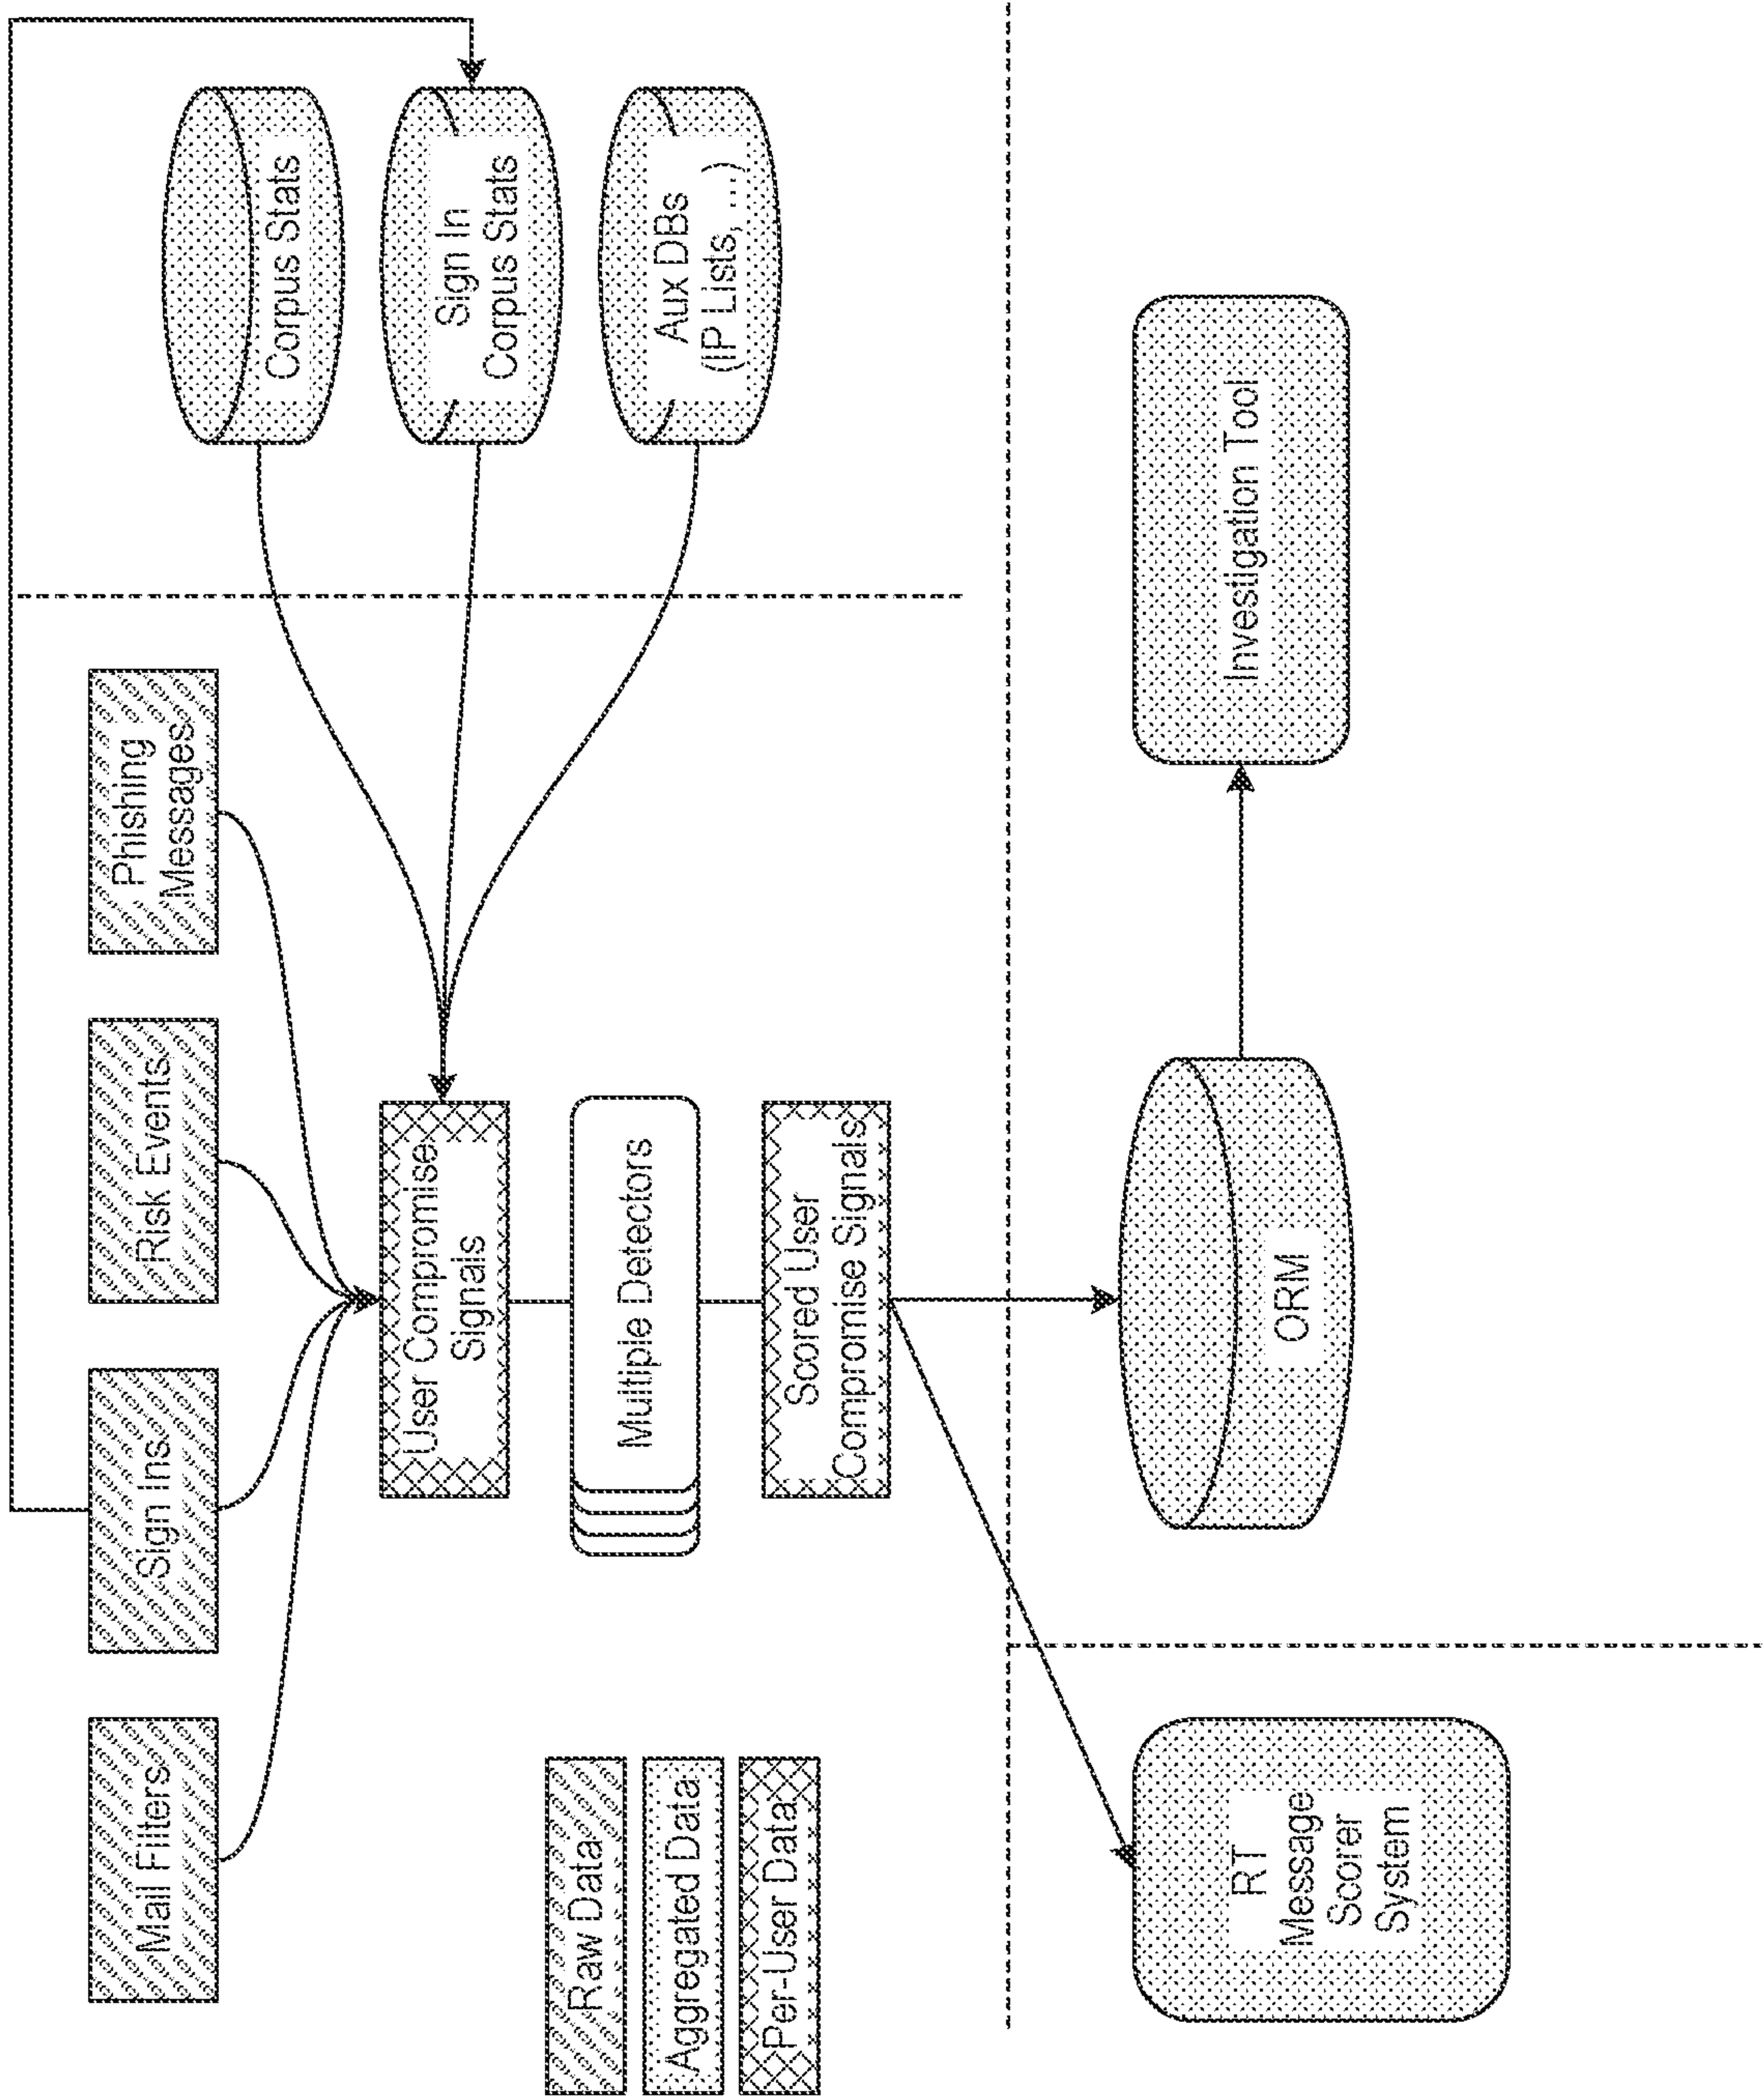 Mail Filters
Sign Ins
Risk Events
Phishing
Messages
Corpus Stats
Sign In
Corpus Stats
Aux DBs
(IP Lists, ...)
User Compromise
Signals
Multiple Detectors
Scored User
Compromise Signals
Raw Data
Aggregated Data
Per-User Data
RT
Message
Scorer
System
ORM
Investigation Tool